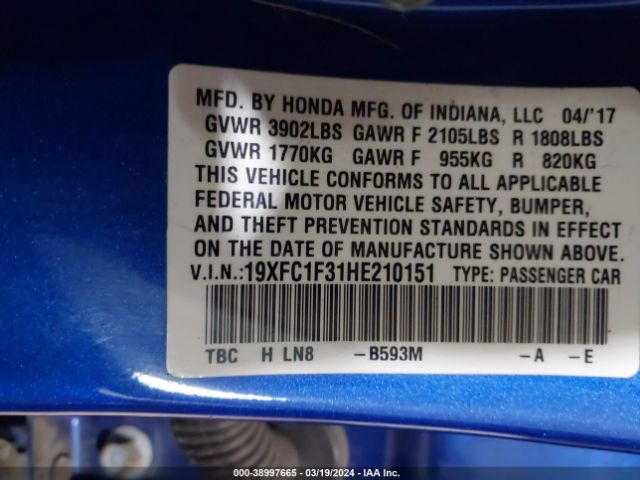 MFD. BY HONDA MFG. OF INDIANA, LLC 04/'17
GVWR 3902LBS GAWR F 2105LBS R 1808LBS
GVWR 1770KG GAWR F 955KG R 820KG
THIS VEHICLE CONFORMS TO ALL APPLICABLE
FEDERAL MOTOR VEHICLE SAFETY, BUMPER,
AND THEFT PREVENTION STANDARDS IN EFFECT
ON THE DATE OF MANUFACTURE SHOWN ABOVE.
V.I.N.:19XFC1F31HE210151 TYPE: PASSENGER CAR
TBC H LN8 -B593M -A -E
000-38997665 - 03/19/2024 - IAA Inc.